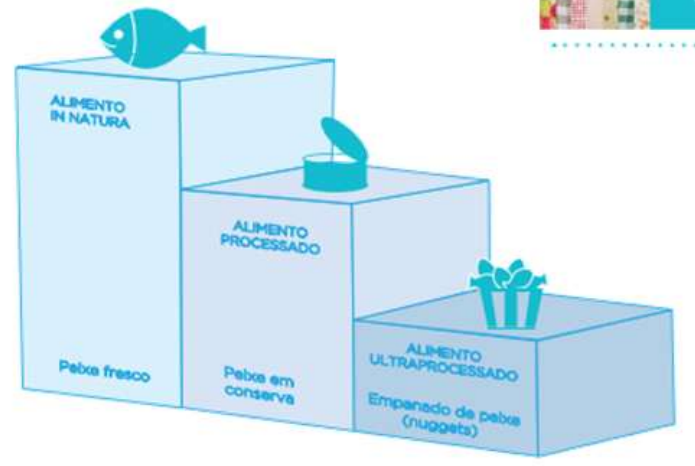 ALIMENTO
IN NATURA
Peixe fresco
ALIMENTO
PROCESSADO
Peixe em
conserva
ALIMENTO
ULTRAPROCESSADO
Empanado de peixe
(nuggets)